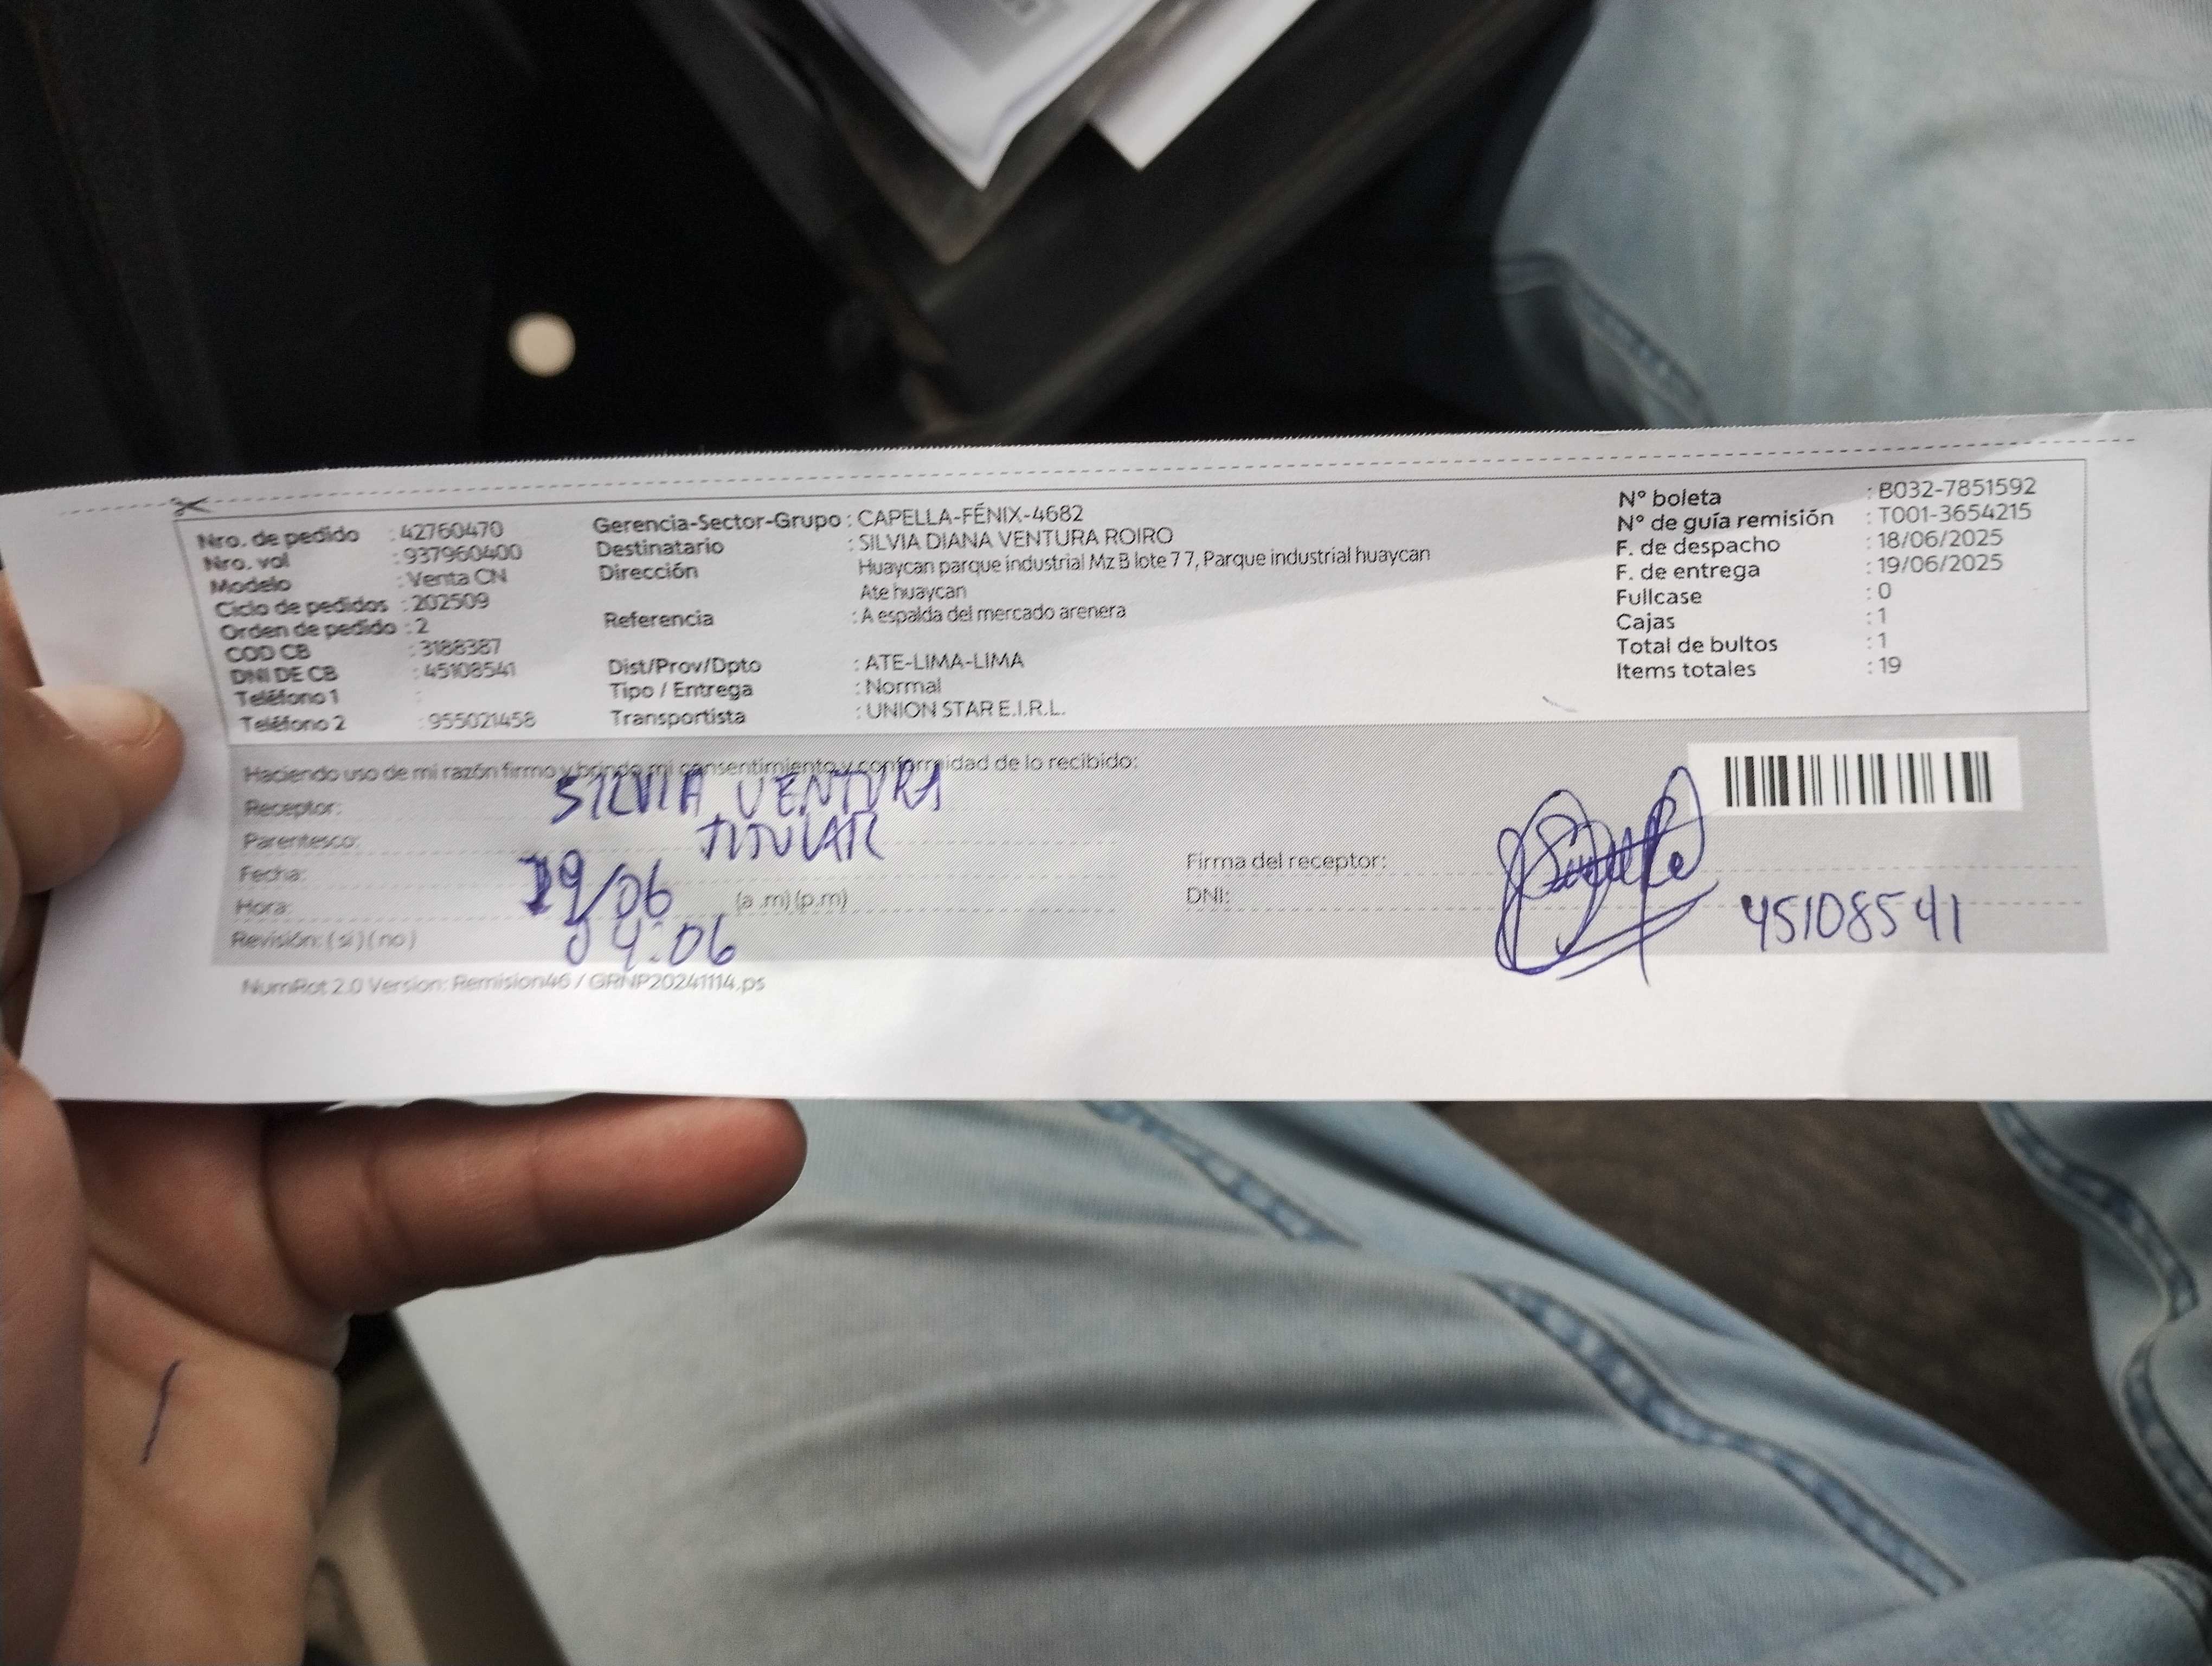 Nro. de pedido : 42760470
Nro. vol : 937960400
Modelo : Venta CN
Ciclo de pedidos : 202509
Orden de pedido : 2
COD CB : 3188387
DNI DE CB : 45108541
Teléfono 1 :
Teléfono 2 : 955021458
Gerencia-Sector-Grupo : CAPELLA-FÉNIX-4682
Destinatario : SILVIA DIANA VENTURA ROIRO
Dirección Huaycan parque industrial Mz B lote 7 7, Parque industrial huaycan
Ate huaycan
Referencia : A espalda del mercado arenera
Dist/Prov/Dpto : ATE-LIMA-LIMA
Tipo / Entrega : Normal
Transportista : UNION STAR E.I.R.L.
N° boleta : B032-7851592
N° de guía remisión : T001-3654215
F. de despacho : 18/06/2025
F. de entrega : 19/06/2025
Fullcase : 0
Cajas : 1
Total de bultos : 1
Items totales : 19
Haciendo uso de mi razón firmo y brindo mi consentimiento y conformidad de lo recibido:
Receptor: SILVIA VENTURA
Parentesco: TITULAR
Fecha: 19/06
Hora: (a .m) (p.m)
04:06
Revisión: ( si ) ( no )
Firma del receptor:
DNI: 45108541
NumRot 2.0 Version: Remision46 / GRNP20241114.ps